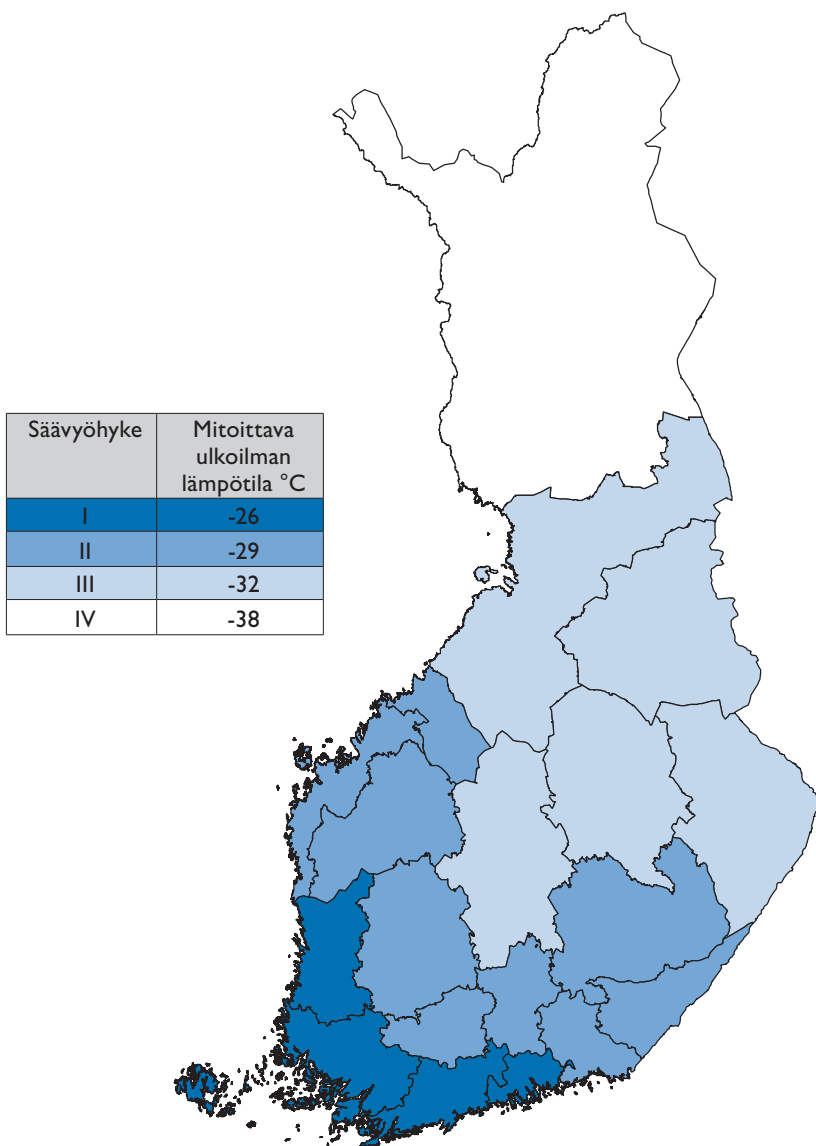 Säävyöhyke
Mitoittava
ulkoilman
lämpötila °C
I
-26
II
-29
III
-32
IV
-38